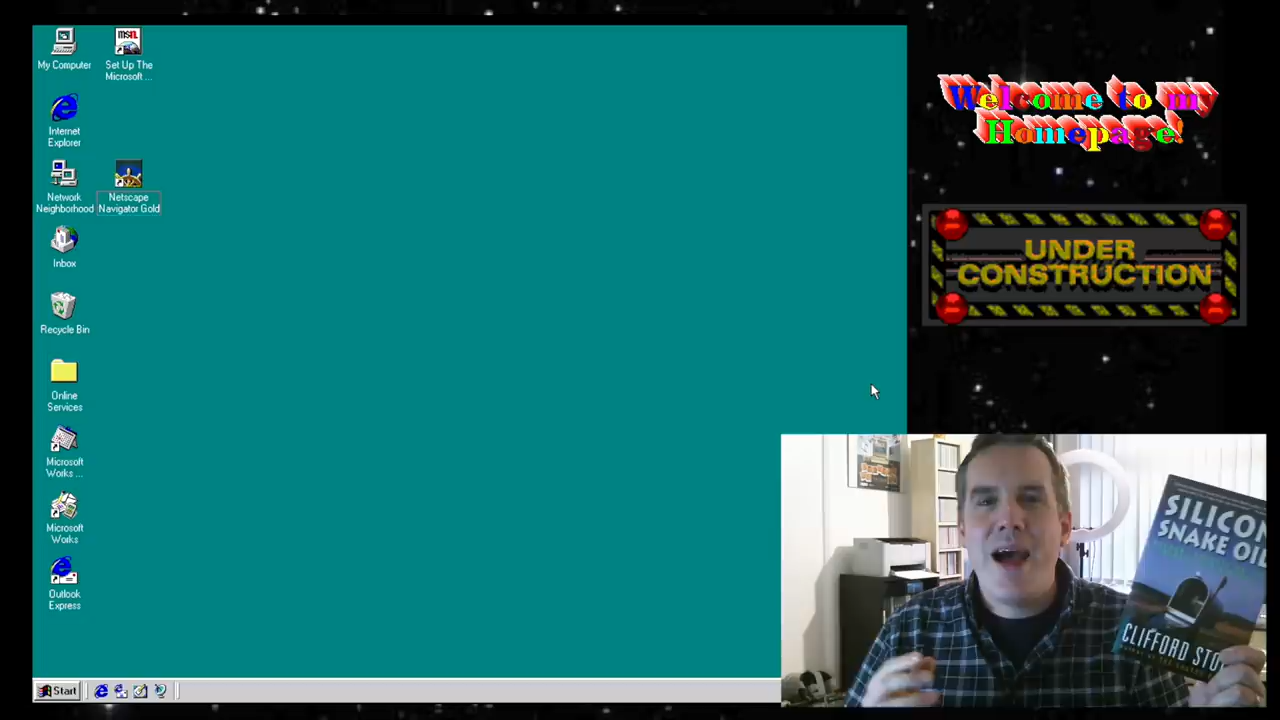 My Computer
msn
Set Up The
Microsoft ...
Internet
Explorer
Network
Neighborhood
Netscape
Navigator Gold
Inbox
Recycle Bin
Online
Services
Microsoft
Works ...
Microsoft
Works
Outlook
Express
Start
Welcome to my
Homepage!
UNDER
CONSTRUCTION
SILICON
SNAKE OIL
CLIFFORD STO